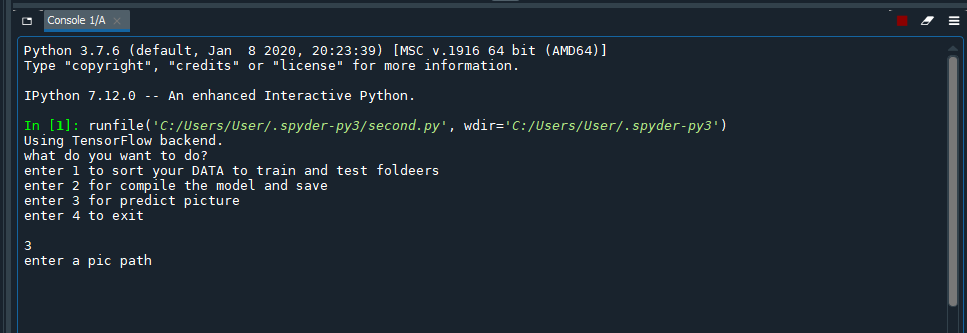 Console 1/A
Python 3.7.6 (default, Jan  8 2020, 20:23:39) [MSC v.1916 64 bit (AMD64)]
Type "copyright", "credits" or "license" for more information.
IPython 7.12.0 -- An enhanced Interactive Python.
In [1]: runfile('C:/Users/User/.spyder-py3/second.py', wdir='C:/Users/User/.spyder-py3')
Using TensorFlow backend.
what do you want to do?
enter 1 to sort your DATA to train and test foldeers
enter 2 for compile the model and save
enter 3 for predict picture
enter 4 to exit
3
enter a pic path